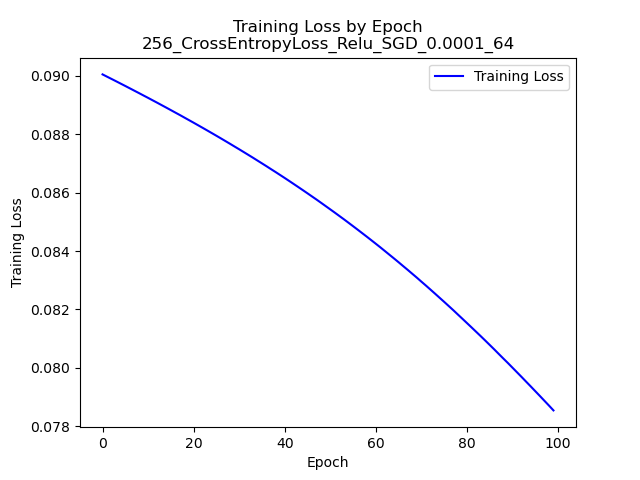 Training Loss by Epoch
256_CrossEntropyLoss_Relu_SGD_0.0001_64
Training Loss
0.090
0.088
0.086
0.084
0.082
0.080
0.078
Training Loss
0 20 40 60 80 100
Epoch